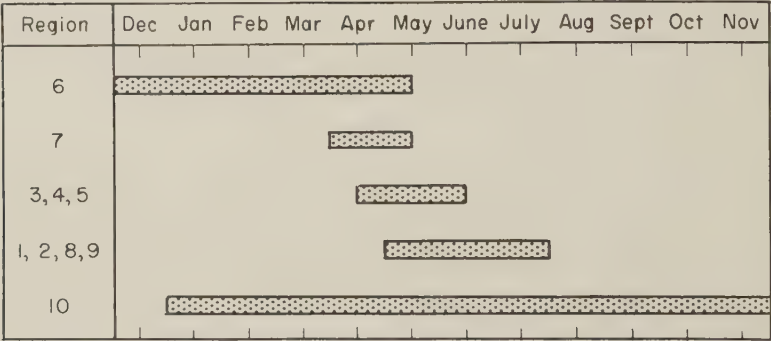 Region Dec Jan Feb Mar Apr May June July Aug Sept Oct Nov
6
7
3, 4, 5
1, 2, 8, 9
10